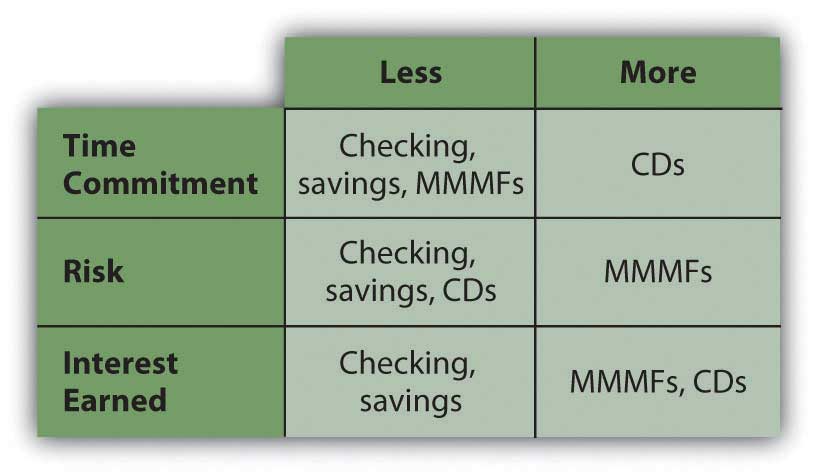 Less
More
Time
Commitment
Checking,
savings, MMMFs
CDs
Risk
Checking,
savings, CDs
MMMFs
Interest
Earned
Checking,
savings
MMMFs, CDs